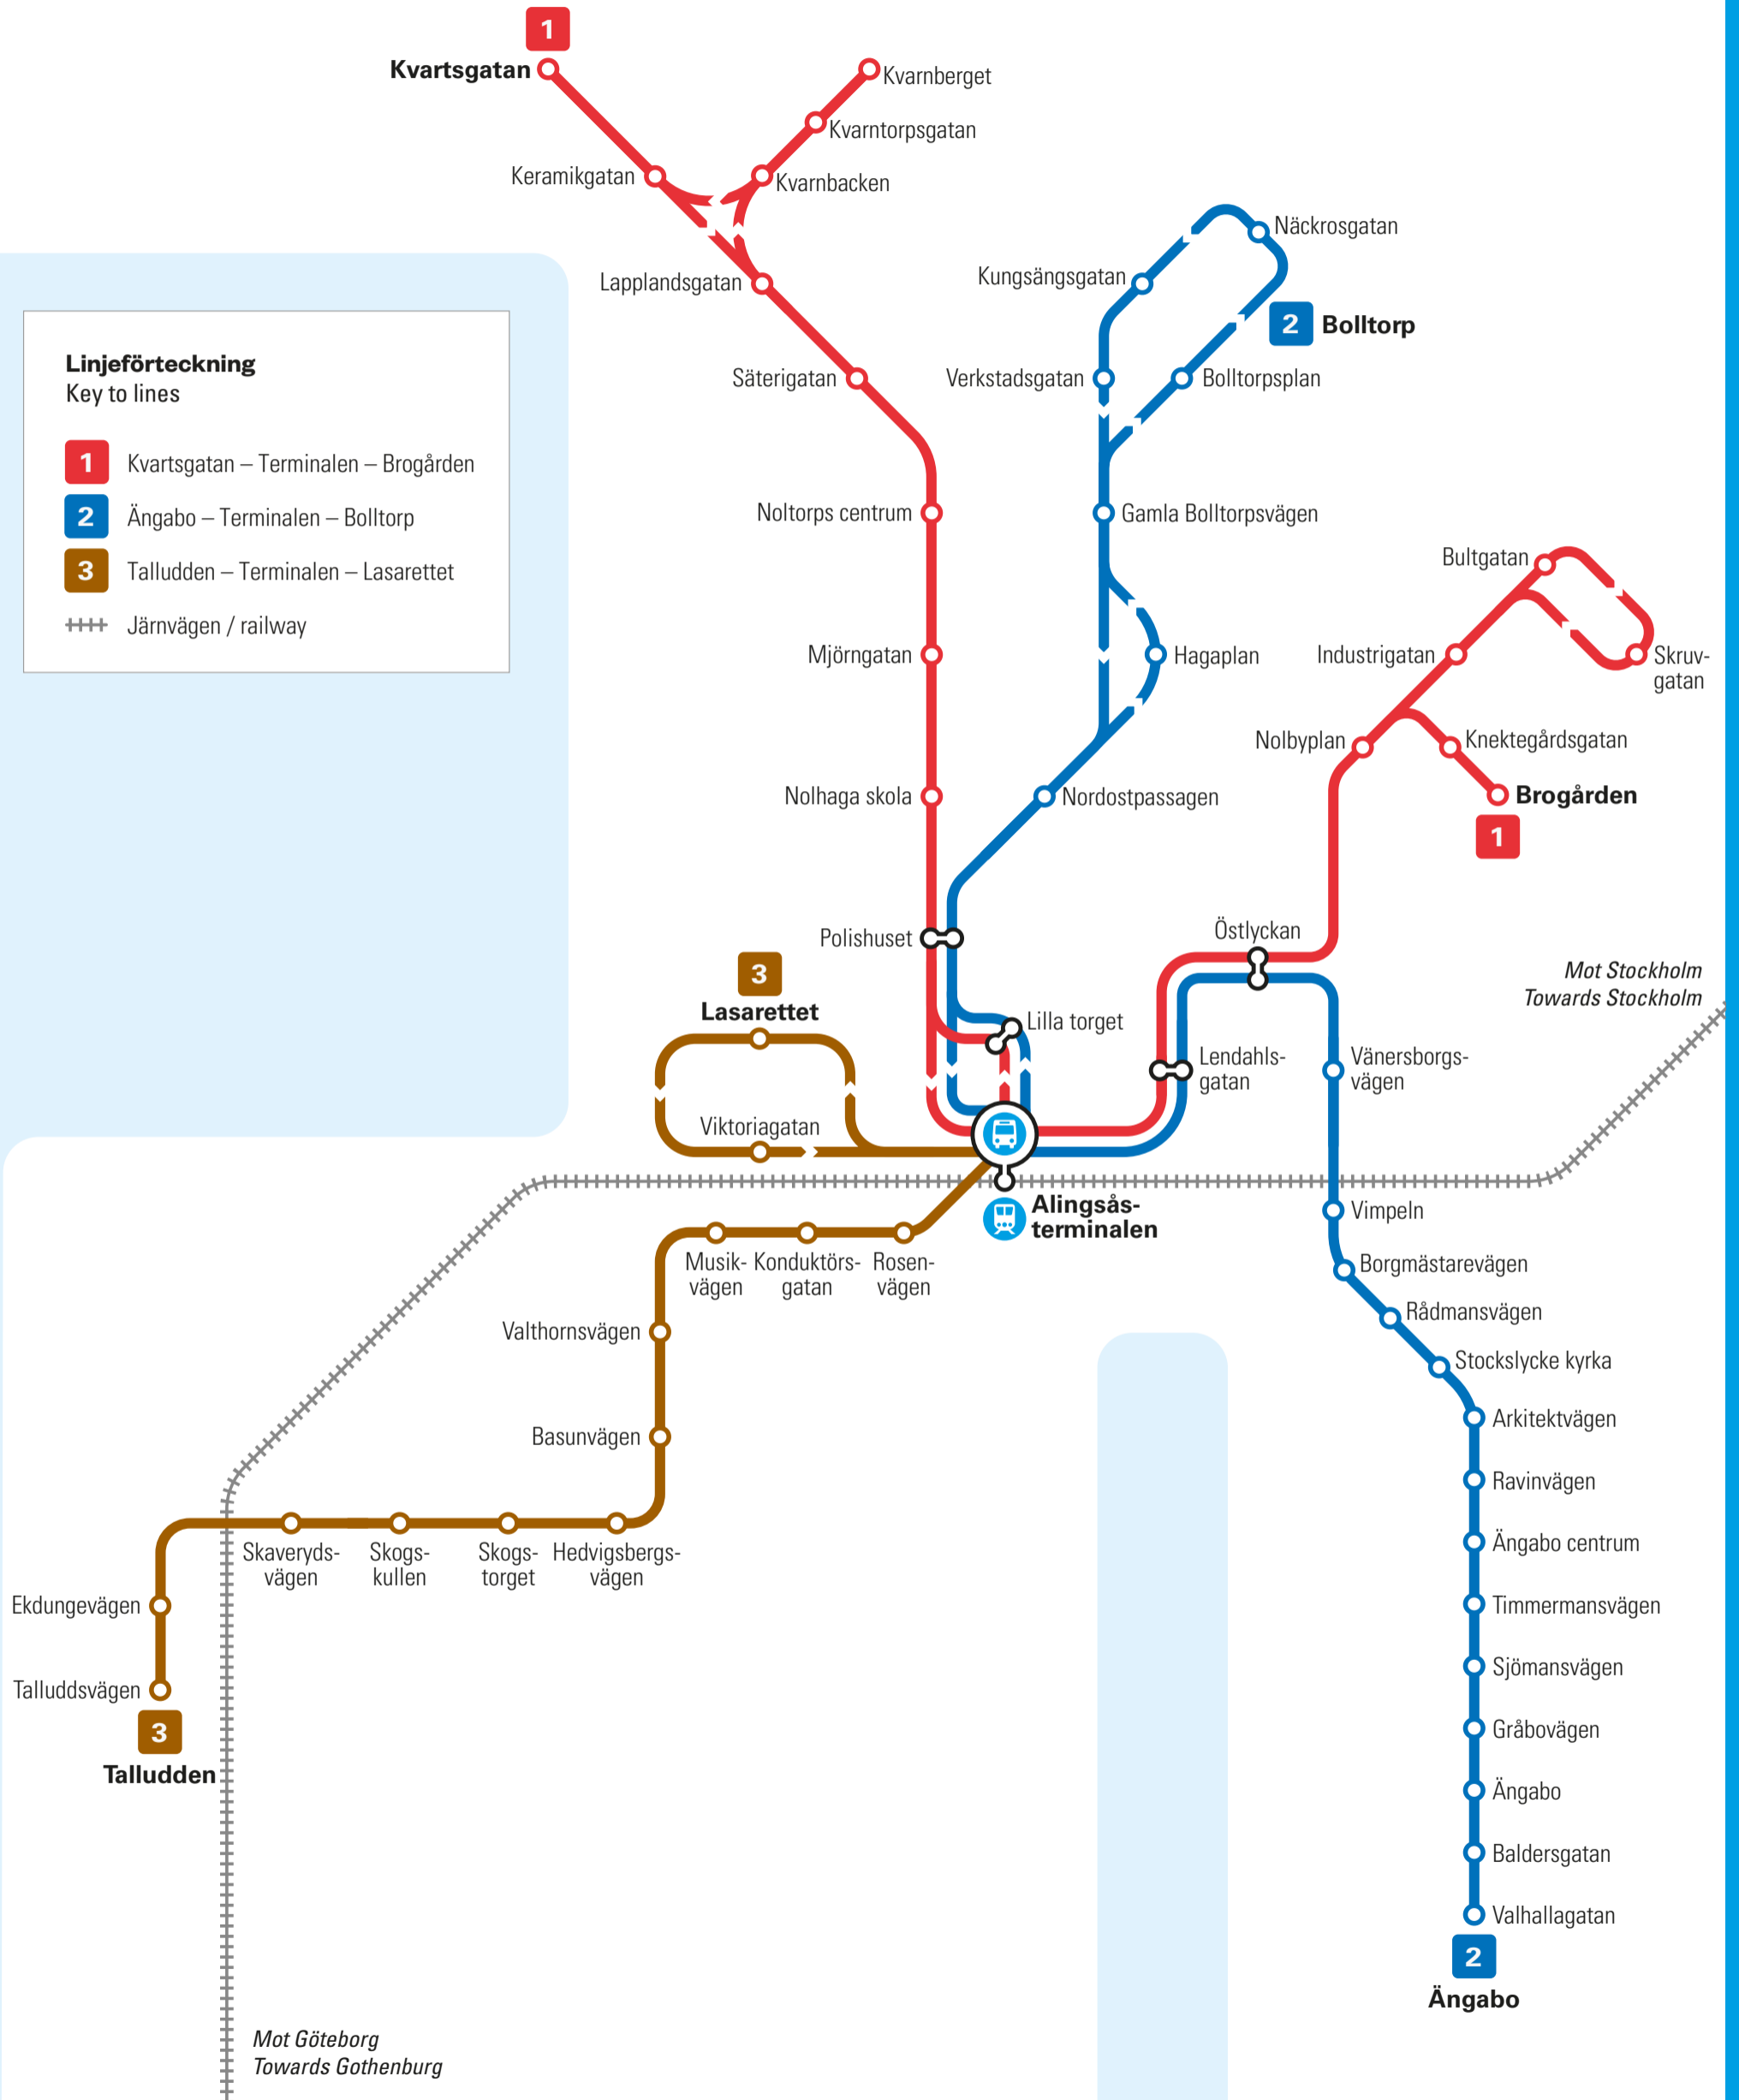 1
Kvartsgatan
Kvarnberget
Kvarntorpsgatan
Keramikgatan
Kvarnbacken
Lapplandsgatan
Säterigatan
Noltorps centrum
Mjörngatan
Nolhaga skola
Polishuset
Näckrosgatan
Kungsängsgatan
2 Bolltorp
Verkstadsgatan
Bolltorpsplan
Gamla Bolltorpsvägen
Hagaplan
Nordostpassagen
Linjeförteckning
Key to lines
1 Kvartsgatan – Terminalen – Brogården
2 Ängabo – Terminalen – Bolltorp
3 Talludden – Terminalen – Lasarettet
Järnvägen / railway
Bultgatan
Industrigatan
Skruv-
gatan
Nolbyplan
Knektegårdsgatan
Brogården
1
Östlyckan
Mot Stockholm
Towards Stockholm
3
Lasarettet
Lilla torget
Lendahls-
gatan
Vänersborgs-
vägen
Viktoriagatan
Alingsås-
terminalen
Vimpeln
Borgmästarevägen
Rådmansvägen
Stockslycke kyrka
Arkitektvägen
Ravinvägen
Ängabo centrum
Timmermansvägen
Sjömansvägen
Gråbovägen
Ängabo
Baldersgatan
Valhallagatan
2
Ängabo
Musik-
vägen
Konduktörs-
gatan
Rosen-
vägen
Valthornsvägen
Basunvägen
Skaveryds-
vägen
Skogs-
kullen
Skogs-
torget
Hedvigsbergs-
vägen
Ekdungevägen
Talluddsvägen
3
Talludden
Mot Göteborg
Towards Gothenburg